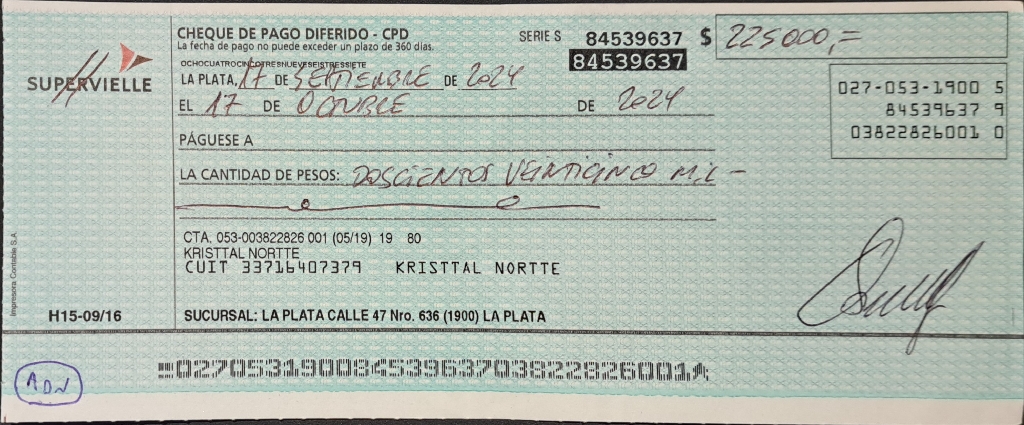 CHEQUE DE PAGO DIFERIDO - CPD
La fecha de pago no puede exceder un plazo de 360 días.
SERIE S 84539637 $ 225000,=
84539637
OCHOCUATROCINCOTRESNUEVESEISTRESSIETE
SUPERVIELLE
LA PLATA, 17 DE SEPTIEMBRE DE 2024
EL 17 DE OCTUBRE DE 2024
027-053-1900 5
84539637 9
03822826001 0
PÁGUESE A
LA CANTIDAD DE PESOS: DOSCIENTOS VEINTICINCO MIL -
CTA. 053-003822826 001 (05/19) 19 80
KRISTTAL NORTTE
CUIT 33716407379 KRISTTAL NORTTE
Impresora Contable S.A.
H15-09/16
SUCURSAL: LA PLATA CALLE 47 Nro. 636 (1900) LA PLATA
02705319008453963703822826001
ADN